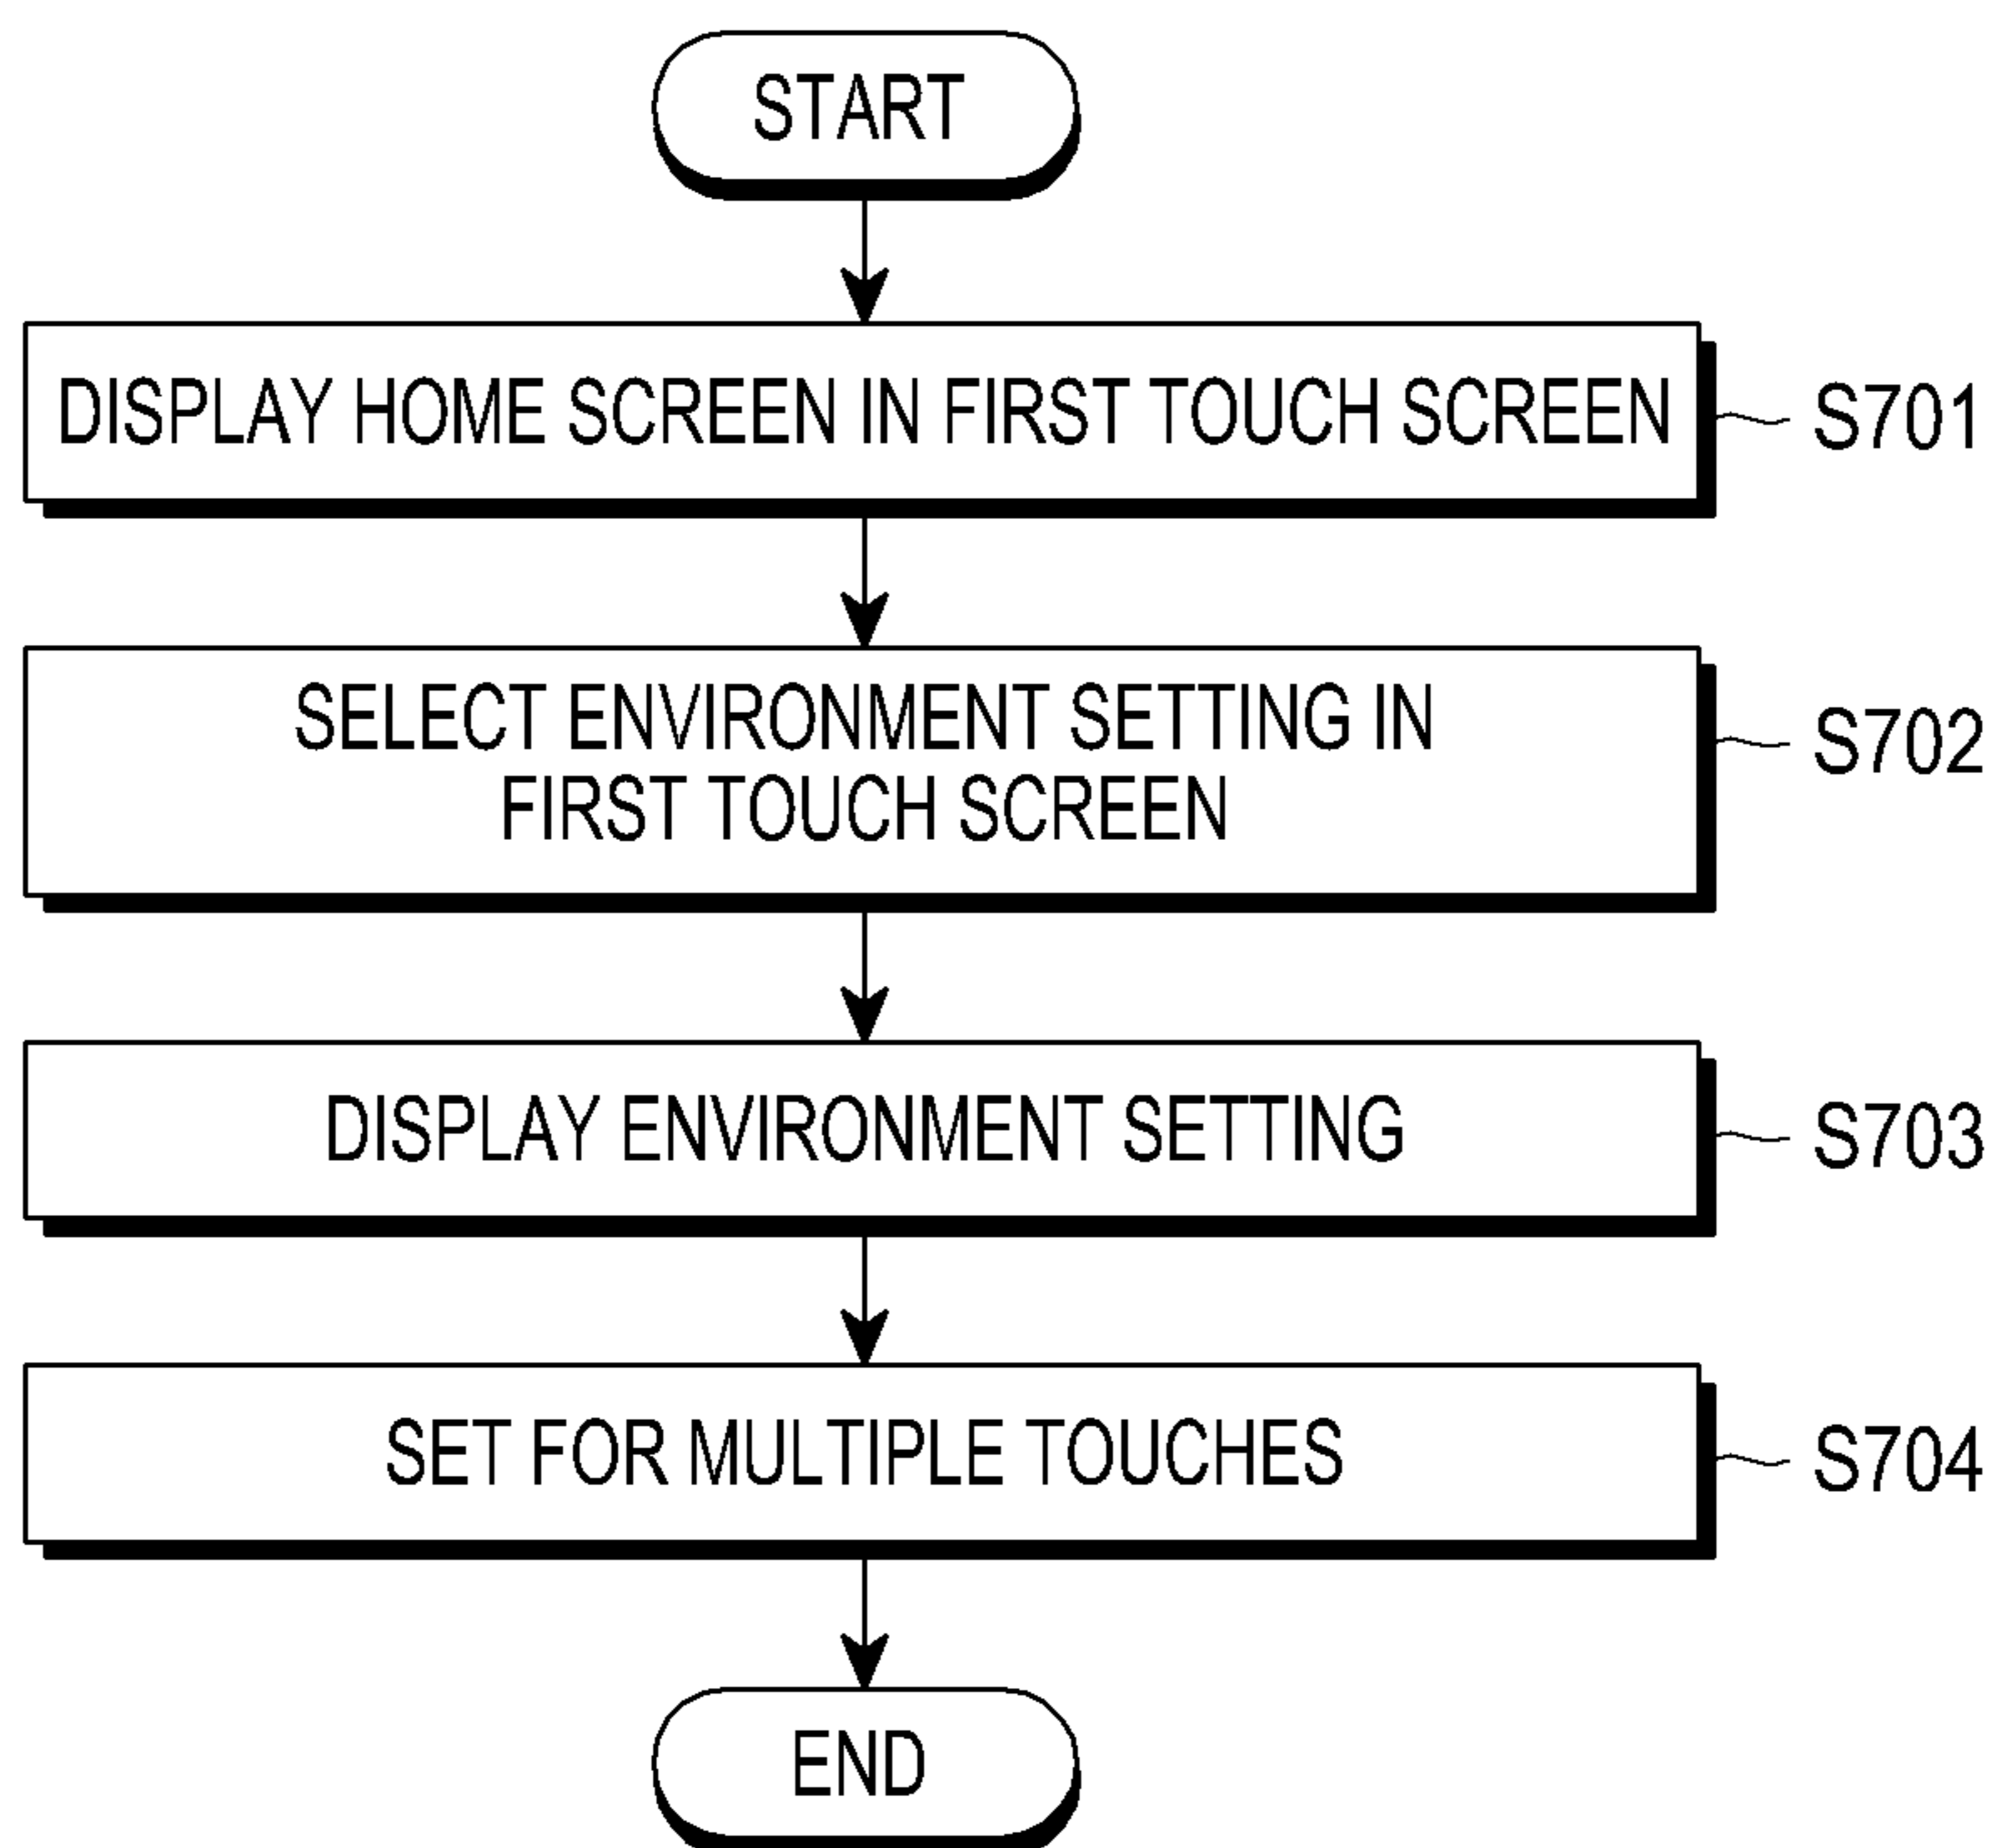 START
DISPLAY HOME SCREEN IN FIRST TOUCH SCREEN
S701
SELECT ENVIRONMENT SETTING IN
FIRST TOUCH SCREEN
S702
DISPLAY ENVIRONMENT SETTING
S703
SET FOR MULTIPLE TOUCHES
S704
END